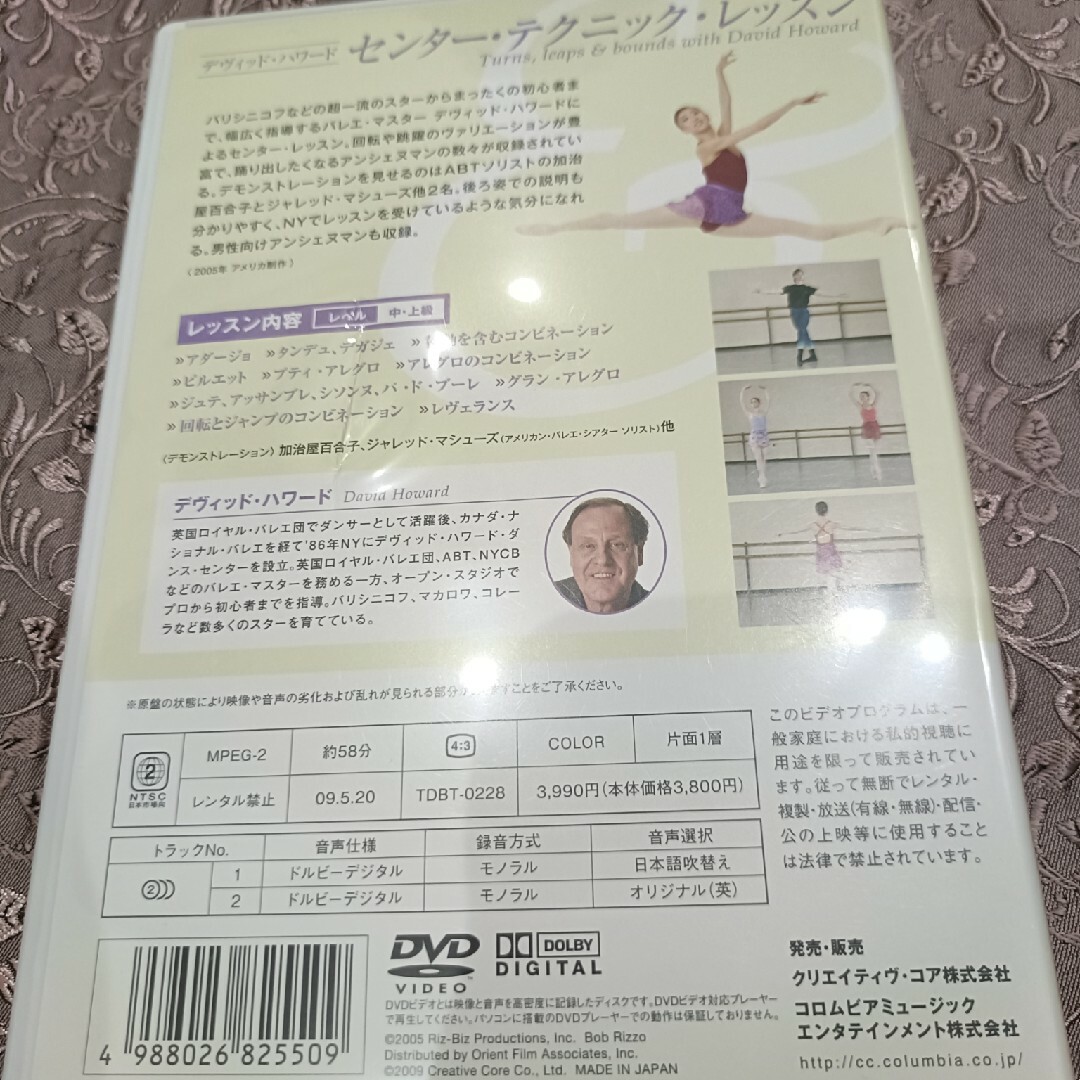 デヴィッド・ハワード センター・テクニック・レッスン
Turns, leaps & bounds with David Howard
バリシニコフなどの超一流のスターからまったくの初心者ま
で、幅広く指導するバレエ・マスター デヴィッド・ハワードに
よるセンター・レッスン。回転や跳躍のヴァリエーションが豊
富で、踊り出したくなるアンシェヌマンの数々が収録されてい
る。デモンストレーションを見せるのはABTソリストの加治
屋百合子とジャレッド・マシューズ他2名。後ろ姿での説明も
分かりやすく、NYでレッスンを受けているような気分になれ
る。男性向けアンシェヌマンも収録。
（2005年 アメリカ制作）
レッスン内容 レベル 中・上級
»アダージョ »タンデュ、デガジェ »を含むコンビネーション
»ピルエット »プティ・アレグロ »アレグロのコンビネーション
»ジュテ、アッサンブレ、シソンヌ、パ・ド・ブーレ »グラン・アレグロ
»回転とジャンプのコンビネーション »レヴェランス
（デモンストレーション）加治屋百合子、ジャレッド・マシューズ（アメリカン・バレエ・シアター ソリスト）他
デヴィッド・ハワード David Howard
英国ロイヤル・バレエ団でダンサーとして活躍後、カナダ・ナ
ショナル・バレエを経て'86年NYにデヴィッド・ハワード・ダ
ンス・センターを設立。英国ロイヤル・バレエ団、ABT、NYCB
などのバレエ・マスターを務める一方、オープン・スタジオで
プロから初心者までを指導。バリシニコフ、マカロワ、コレー
ラなど数多くのスターを育てている。
※原盤の状態により映像や音声の劣化および乱れが見られる部分がすことをご了承ください。
2 NTSC 日本市場向 MPEG-2 約58分 4:3 COLOR 片面1層
レンタル禁止 09.5.20 TDBT-0228 3,990円（本体価格3,800円）
トラックNo. 音声仕様 録音方式 音声選択
2 1 ドルビーデジタル モノラル 日本語吹替え
2 ドルビーデジタル モノラル オリジナル（英）
このビデオプログラムは、一
般家庭における私的視聴に
用途を限って販売されてい
ます。従って無断でレンタル・
複製・放送（有線・無線）・配信・
公の上映等に使用すること
は法律で禁止されています。
4 988026 825509
DVD VIDEO
DOLBY DIGITAL
DVDビデオとは映像と音声を高密度に記録したディスクです。DVDビデオ対応プレーヤー
で再生してください。パソコンに搭載のDVDプレーヤーでの動作は保証しておりません。
©2005 Riz-Biz Productions, Inc. Bob Rizzo
Distributed by Orient Film Associates, Inc.
©2009 Creative Core Co., Ltd. MADE IN JAPAN
発売・販売
クリエイティヴ・コア株式会社
コロムビアミュージック
エンタテインメント株式会社
http://cc.columbia.co.jp/